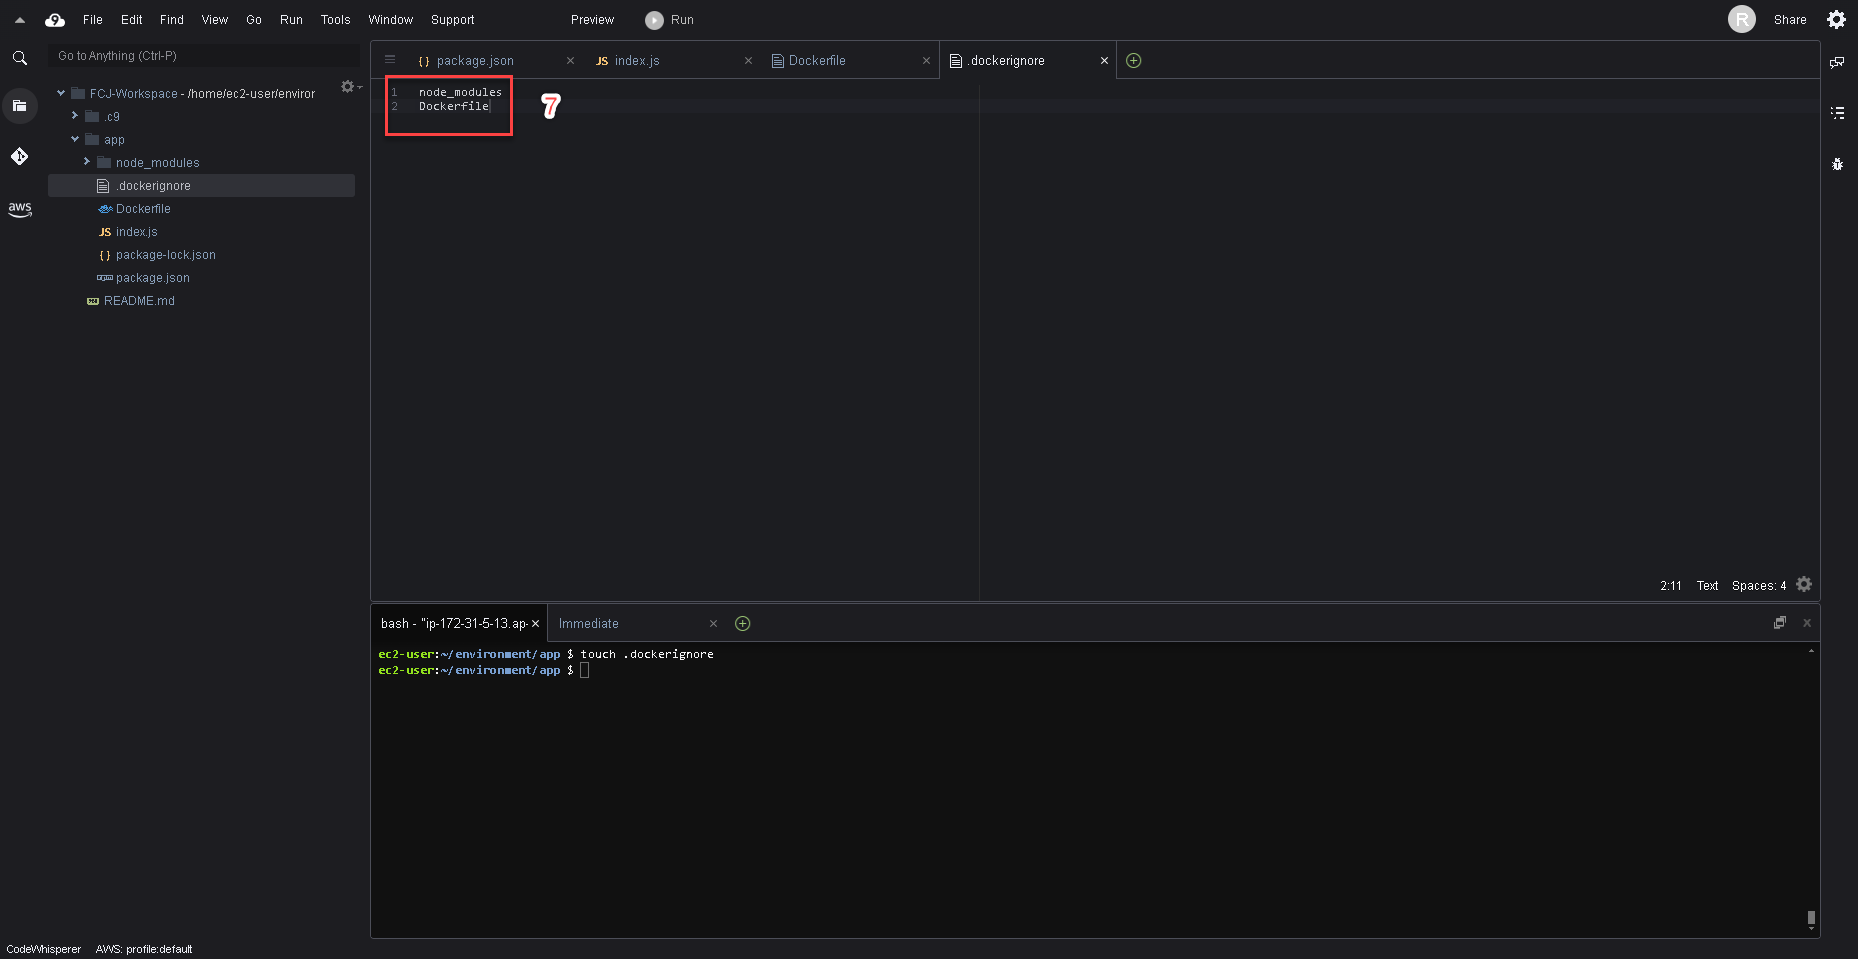 9 File Edit Find View Go Run Tools Window Support Preview Run R Share
Go to Anything (Ctrl-P)
{ } package.json JS index.js Dockerfile .dockerignore
FCJ-Workspace - /home/ec2-user/enviror
.c9
app
node_modules
.dockerignore
Dockerfile
JS index.js
{ } package-lock.json
package.json
README.md
aws
1 node_modules
2 Dockerfile
7
2:11 Text Spaces: 4
bash - "ip-172-31-5-13.ap- Immediate
ec2-user:~/environment/app $ touch .dockerignore
ec2-user:~/environment/app $
CodeWhisperer AWS: profile:default